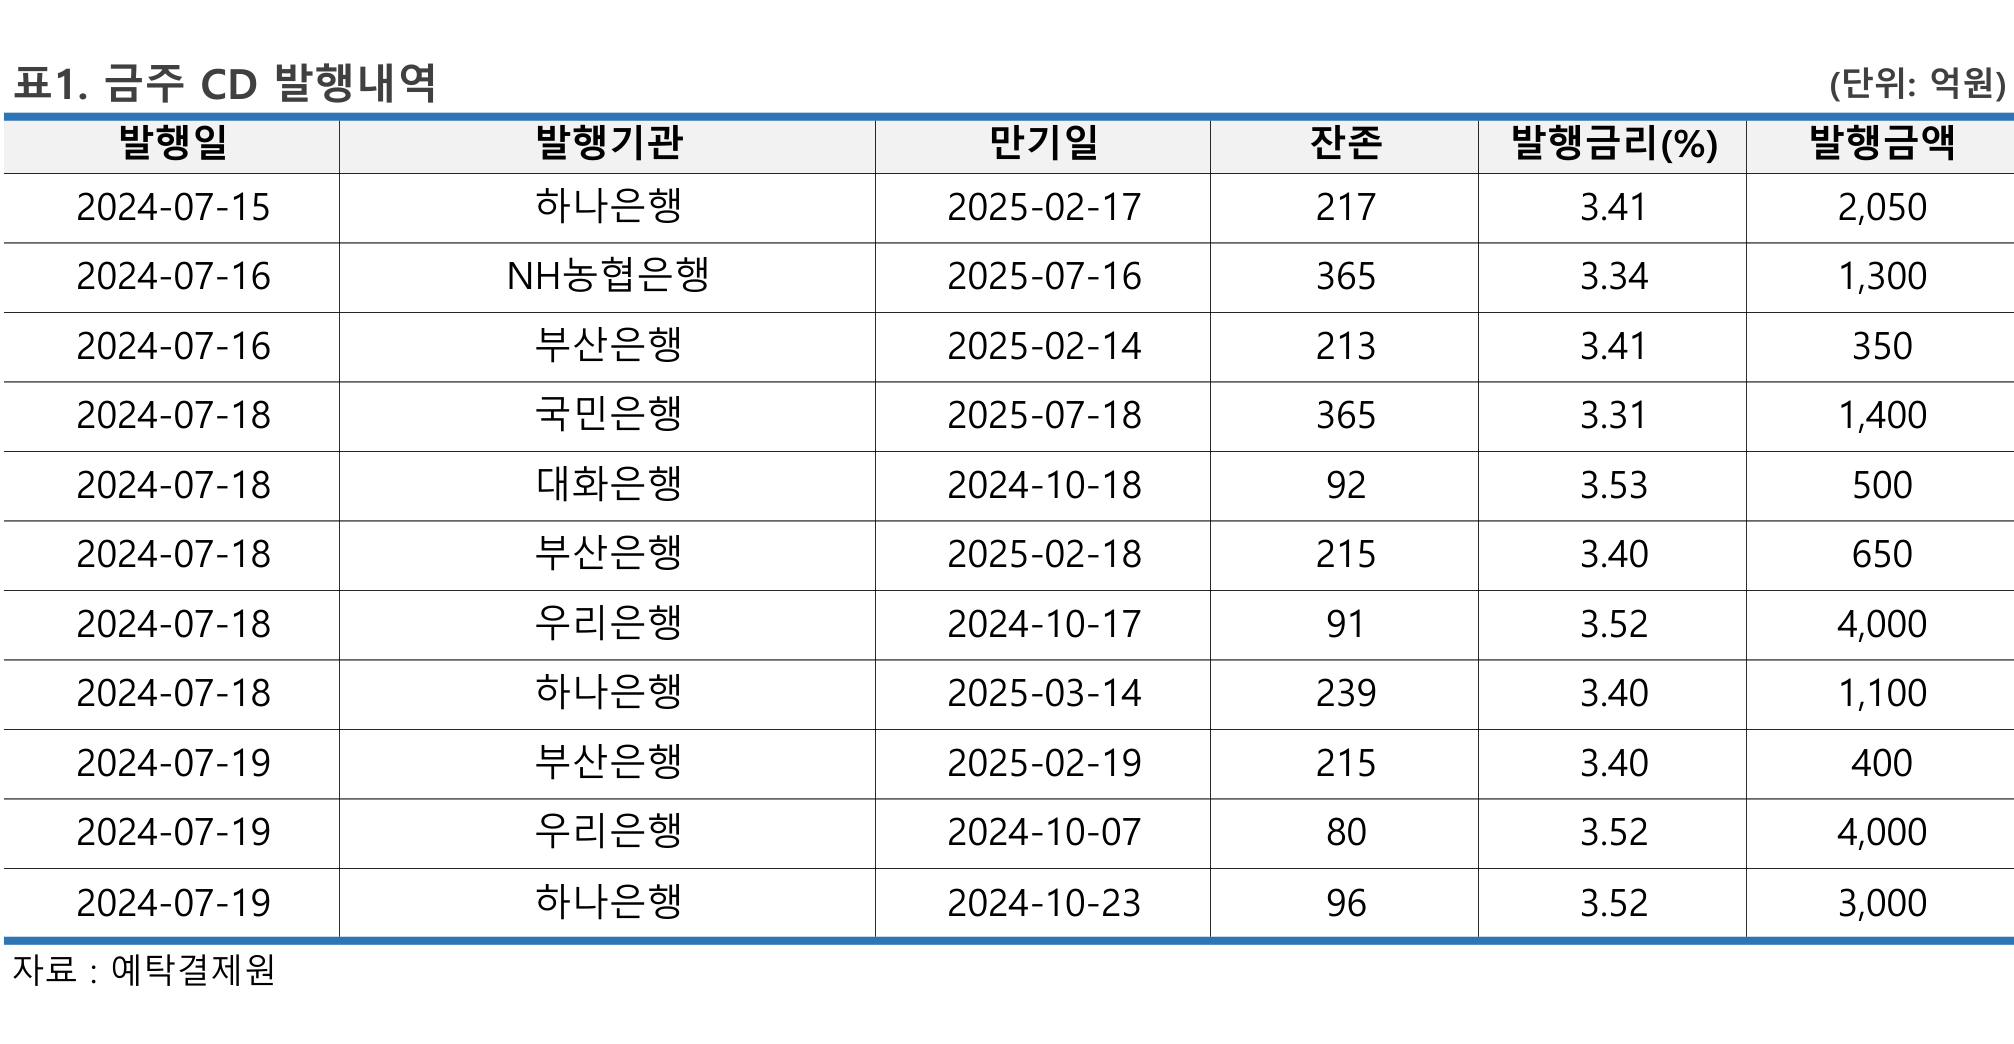 표1. 금주 CD 발행내역 (단위: 억원)
발행일 발행기관 만기일 잔존 발행금리(%) 발행금액
2024-07-15 하나은행 2025-02-17 217 3.41 2,050
2024-07-16 NH농협은행 2025-07-16 365 3.34 1,300
2024-07-16 부산은행 2025-02-14 213 3.41 350
2024-07-18 국민은행 2025-07-18 365 3.31 1,400
2024-07-18 대화은행 2024-10-18 92 3.53 500
2024-07-18 부산은행 2025-02-18 215 3.40 650
2024-07-18 우리은행 2024-10-17 91 3.52 4,000
2024-07-18 하나은행 2025-03-14 239 3.40 1,100
2024-07-19 부산은행 2025-02-19 215 3.40 400
2024-07-19 우리은행 2024-10-07 80 3.52 4,000
2024-07-19 하나은행 2024-10-23 96 3.52 3,000
자료 : 예탁결제원